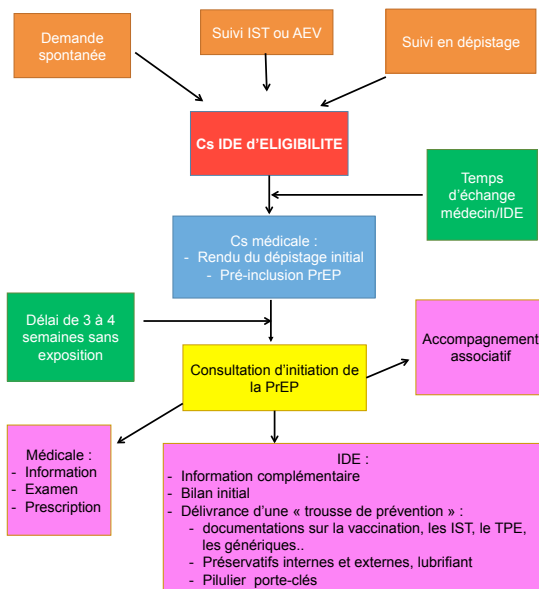 Demande
spontanée
Suivi IST ou AEV
Suivi en dépistage
Cs IDE d'ELIGIBILITE
Temps
d'échange
médecin/IDE
Cs médicale :
- Rendu du dépistage initial
- Pré-inclusion PrEP
Délai de 3 à 4
semaines sans
exposition
Consultation d'initiation de
la PrEP
Accompagnement
associatif
Médicale :
- Information
- Examen
- Prescription
IDE :
- Information complémentaire
- Bilan initial
- Délivrance d'une « trousse de prévention » :
- documentations sur la vaccination, les IST, le TPE,
les génériques..
- Préservatifs internes et externes, lubrifiant
- Pilulier porte-clés